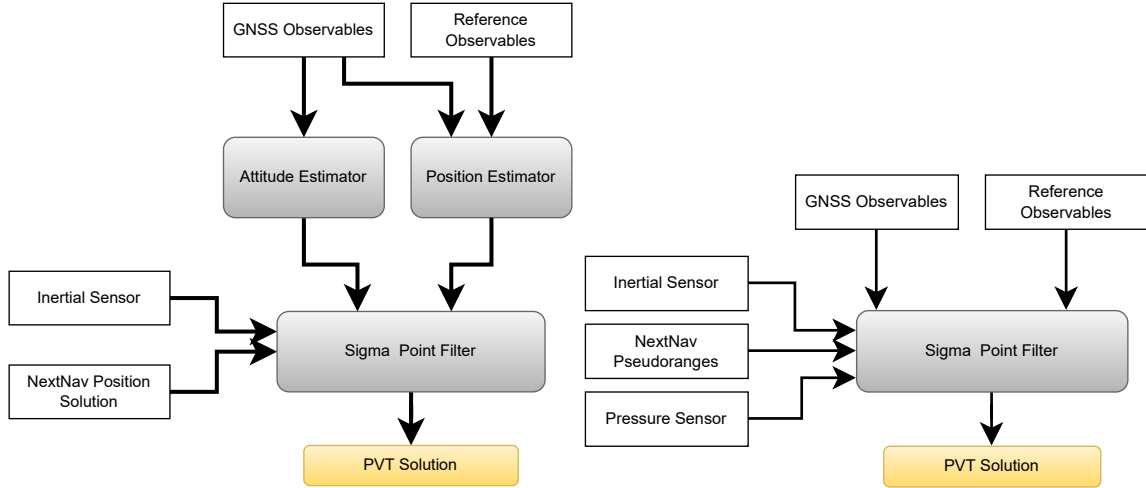 GNSS Observables
Reference
Observables
Attitude Estimator
Position Estimator
Inertial Sensor
NextNav Position
Solution
Sigma Point Filter
PVT Solution
GNSS Observables
Reference
Observables
Inertial Sensor
NextNav
Pseudoranges
Pressure Sensor
Sigma Point Filter
PVT Solution